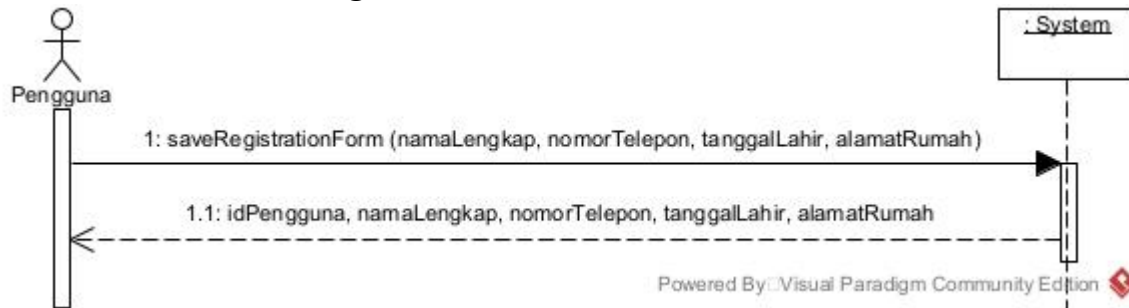 : System
Pengguna
1: saveRegistrationForm (namaLengkap, nomorTelepon, tanggalLahir, alamatRumah)
1.1: idPengguna, namaLengkap, nomorTelepon, tanggalLahir, alamatRumah
Powered By Visual Paradigm Community Edition